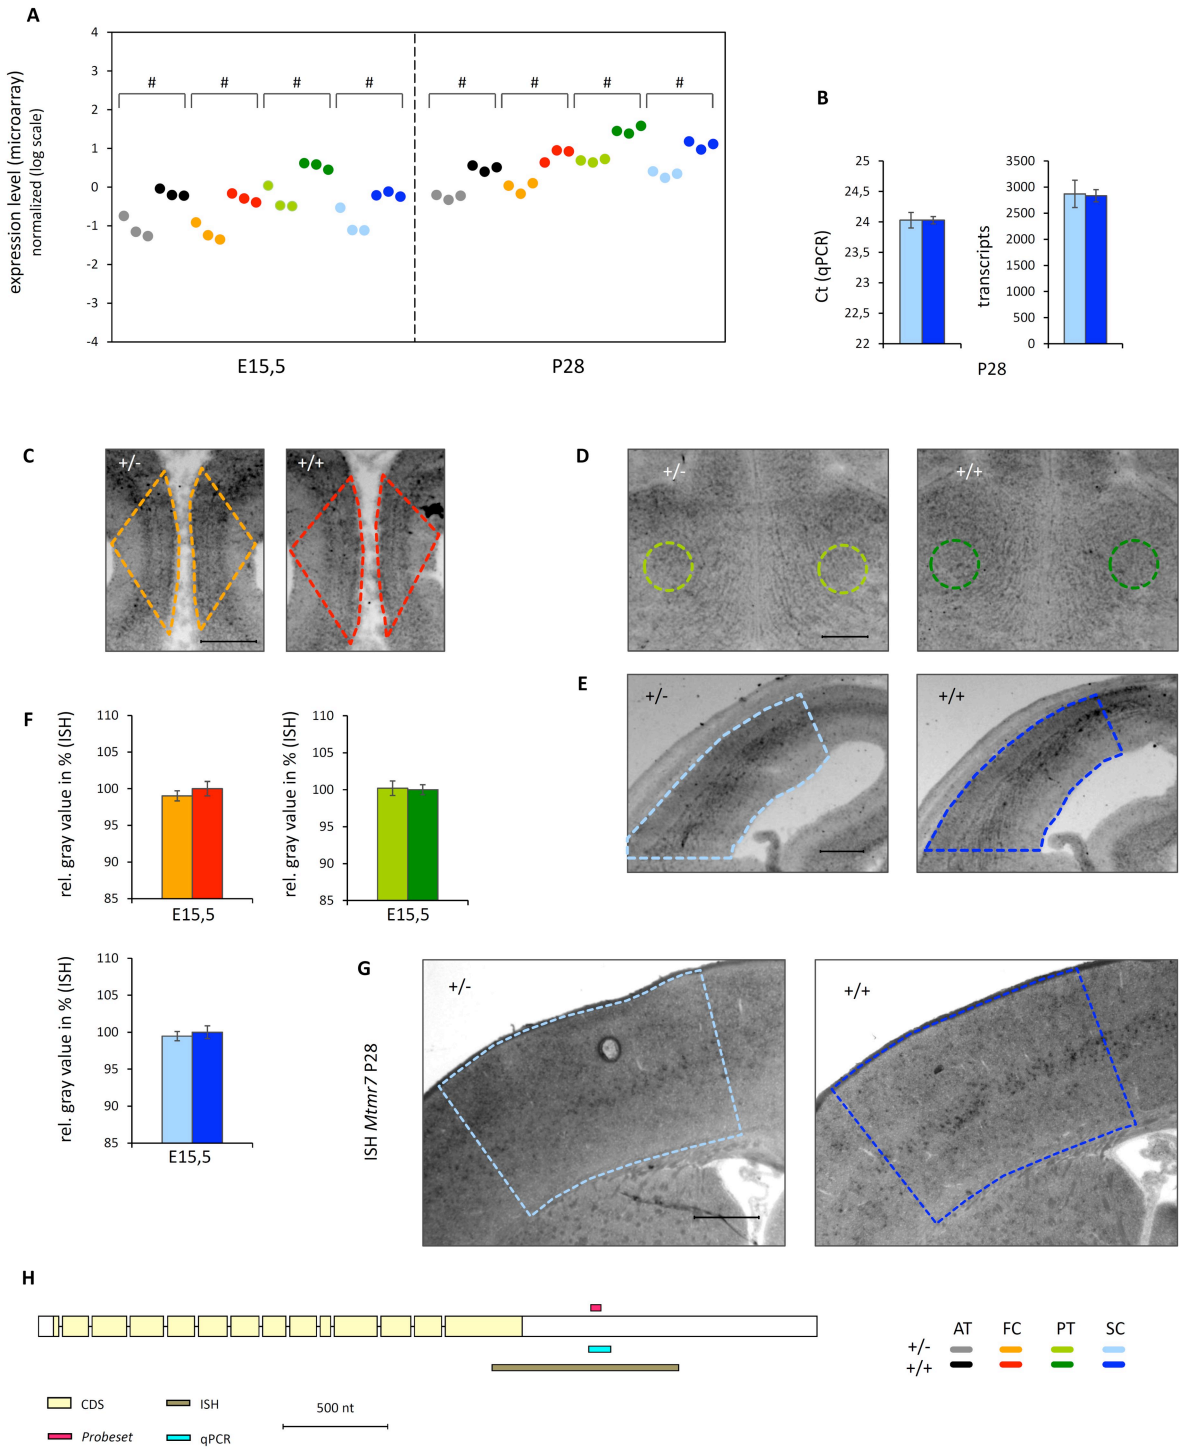 A
expression level (microarray)
normalized (log scale)
4
3
2
1
0
-1
-2
-3
-4
# # # # # # # #
E15,5 P28
B
Ct (qPCR)
25
24,5
24
23,5
23
22,5
22
transcripts
3500
3000
2500
2000
1500
1000
500
0
P28
C
+/- +/+
D
+/- +/+
E
+/- +/+
F
rel. gray value in % (ISH)
110
105
100
95
90
85
E15,5
rel. gray value in % (ISH)
110
105
100
95
90
85
E15,5
rel. gray value in % (ISH)
110
105
100
95
90
85
E15,5
G
ISH Mtmr7 P28
+/- +/+
H
CDS ISH
Probeset qPCR
500 nt
AT FC PT SC
+/-
+/+